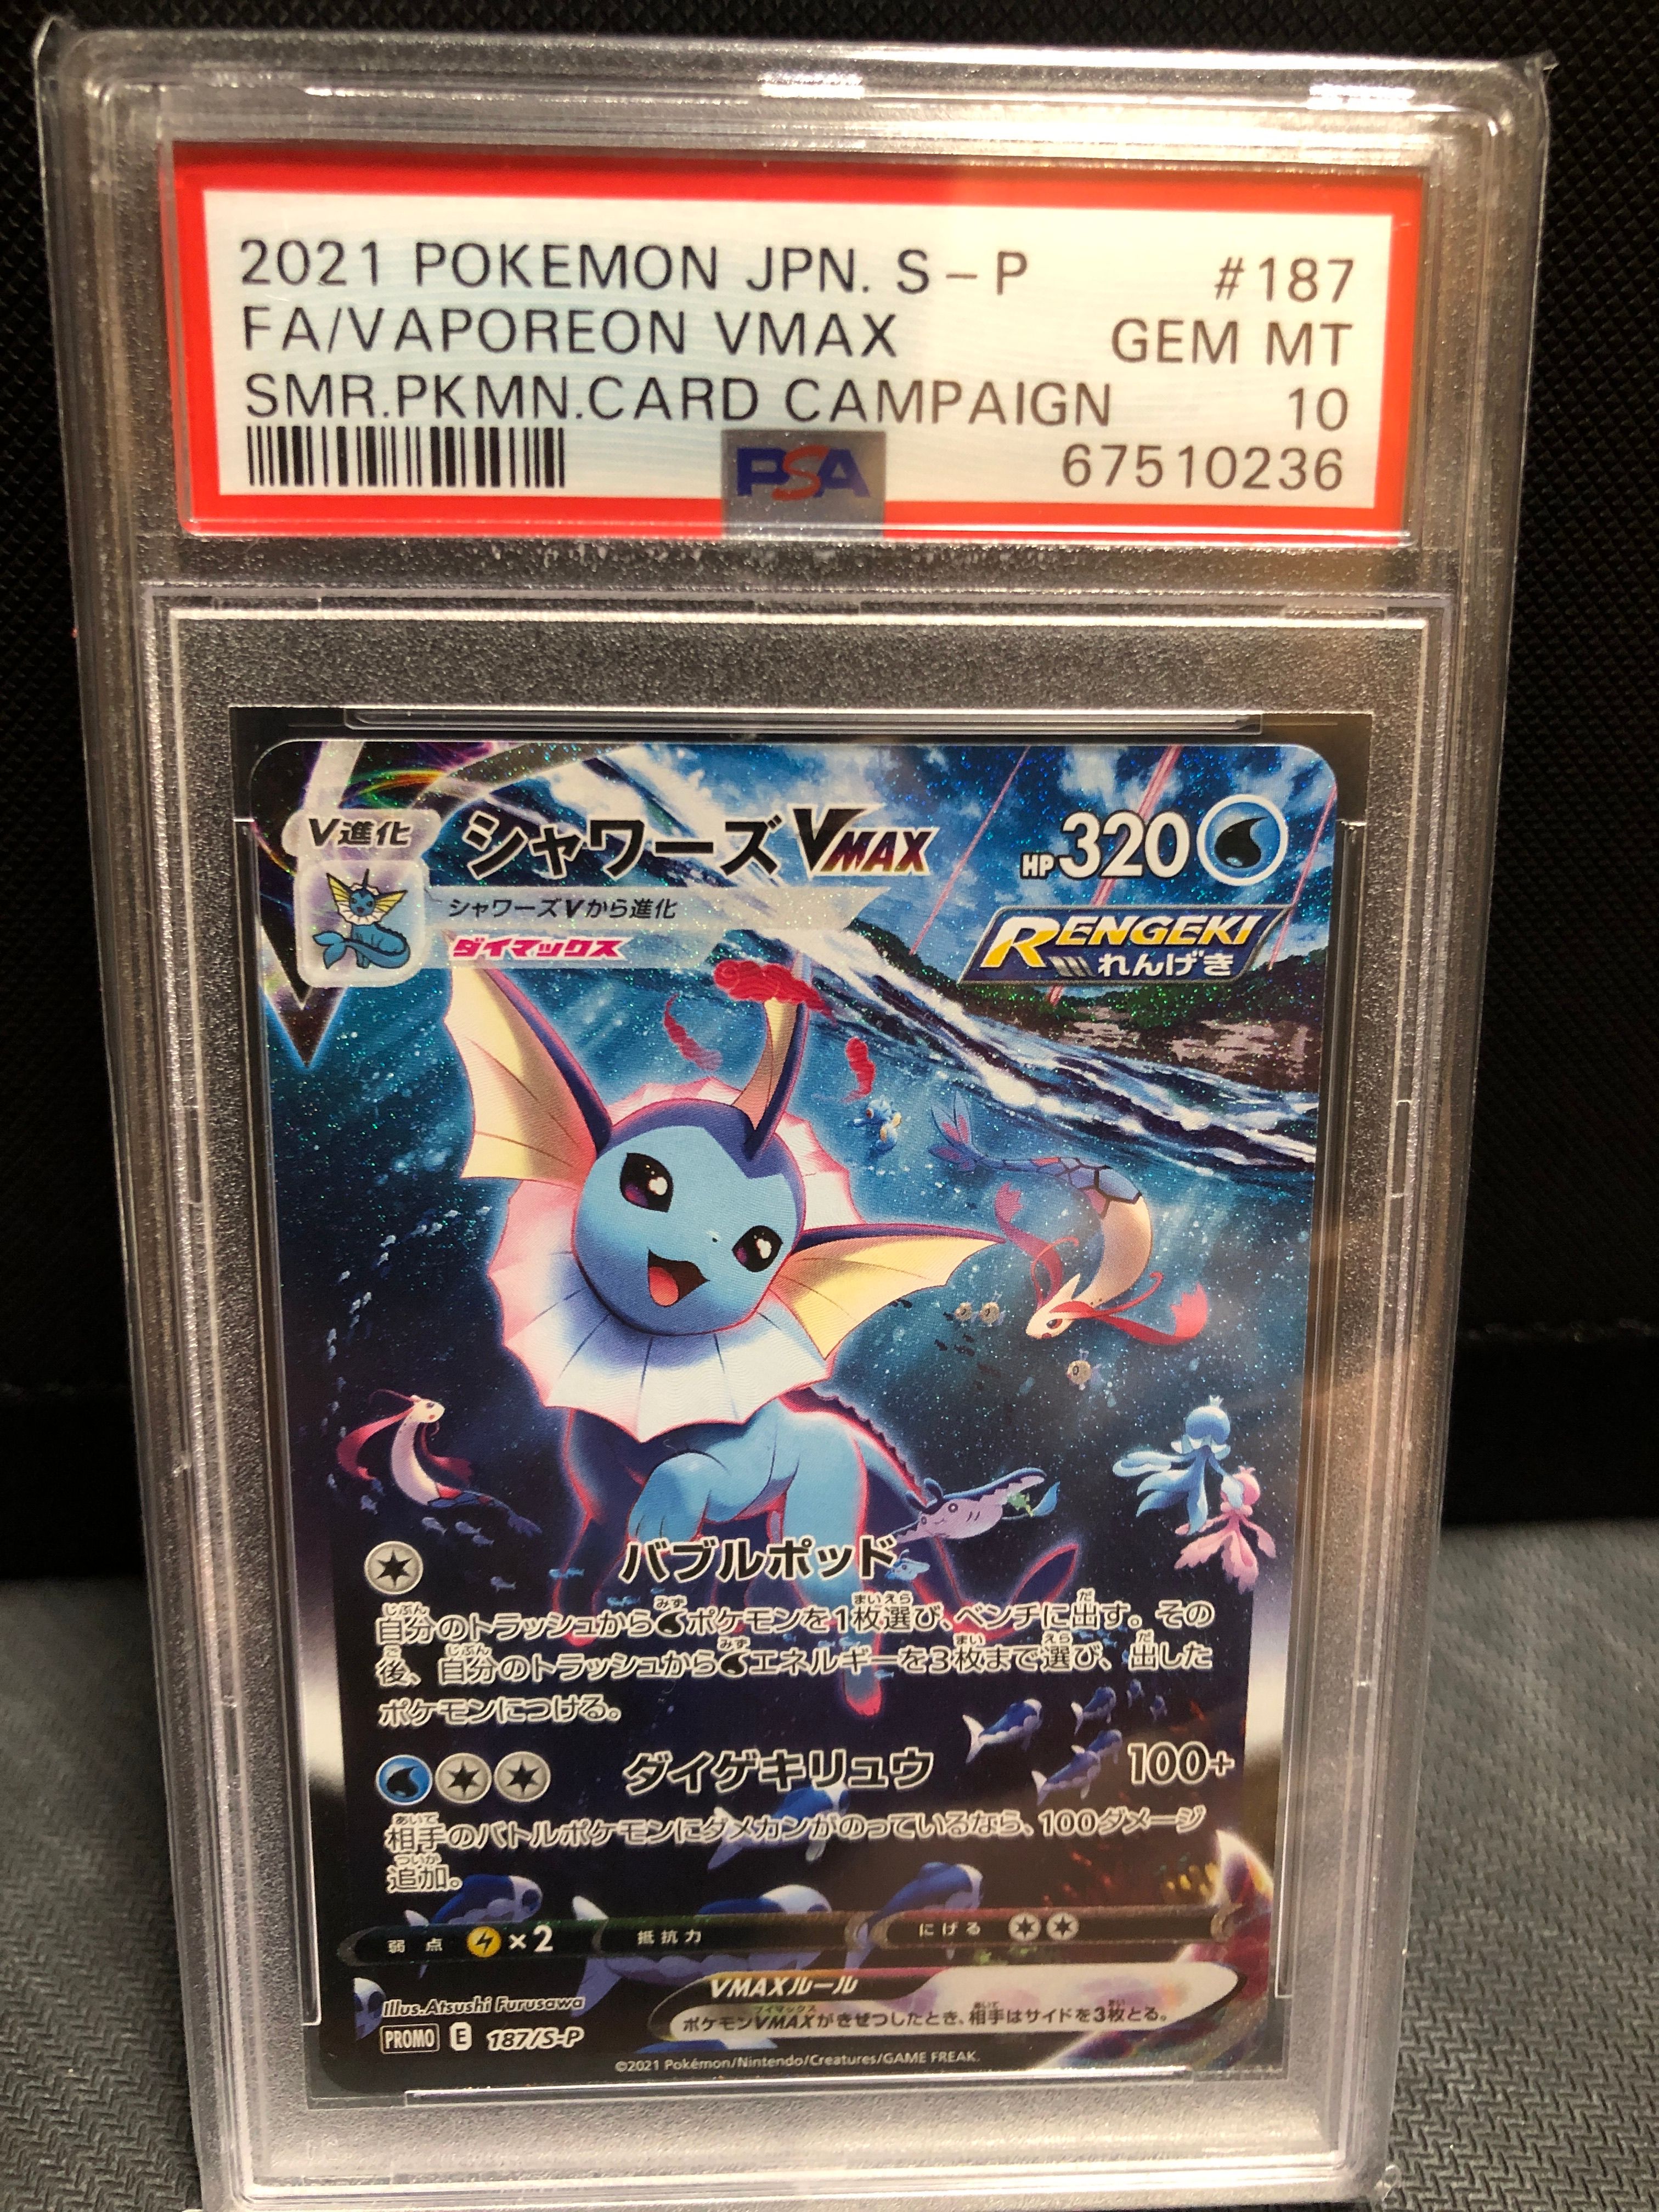 2021 POKEMON JPN. S-P #187
FA/VAPOREON VMAX GEM MT
SMR.PKMN.CARD CAMPAIGN 10
PSA 67510236
V進化 シャワーズVMAX HP320
シャワーズVから進化
ダイマックス
RENGEKI
れんげき
バブルポッド
自分のトラッシュからポケモンを1枚選び、ベンチに出す。その
後、自分のトラッシュからエネルギーを3枚まで選び、出した
ポケモンにつける。
ダイゲキリュウ 100+
相手のバトルポケモンにダメカンがのっているなら、100ダメージ
追加。
弱点 ×2 抵抗力 にげる
VMAXルール
ポケモンVMAXがきぜつしたとき、相手はサイドを3枚とる。
Illus.Atsushi Furusawa
PROMO E 187/S-P
©2021 Pokémon/Nintendo/Creatures/GAME FREAK.